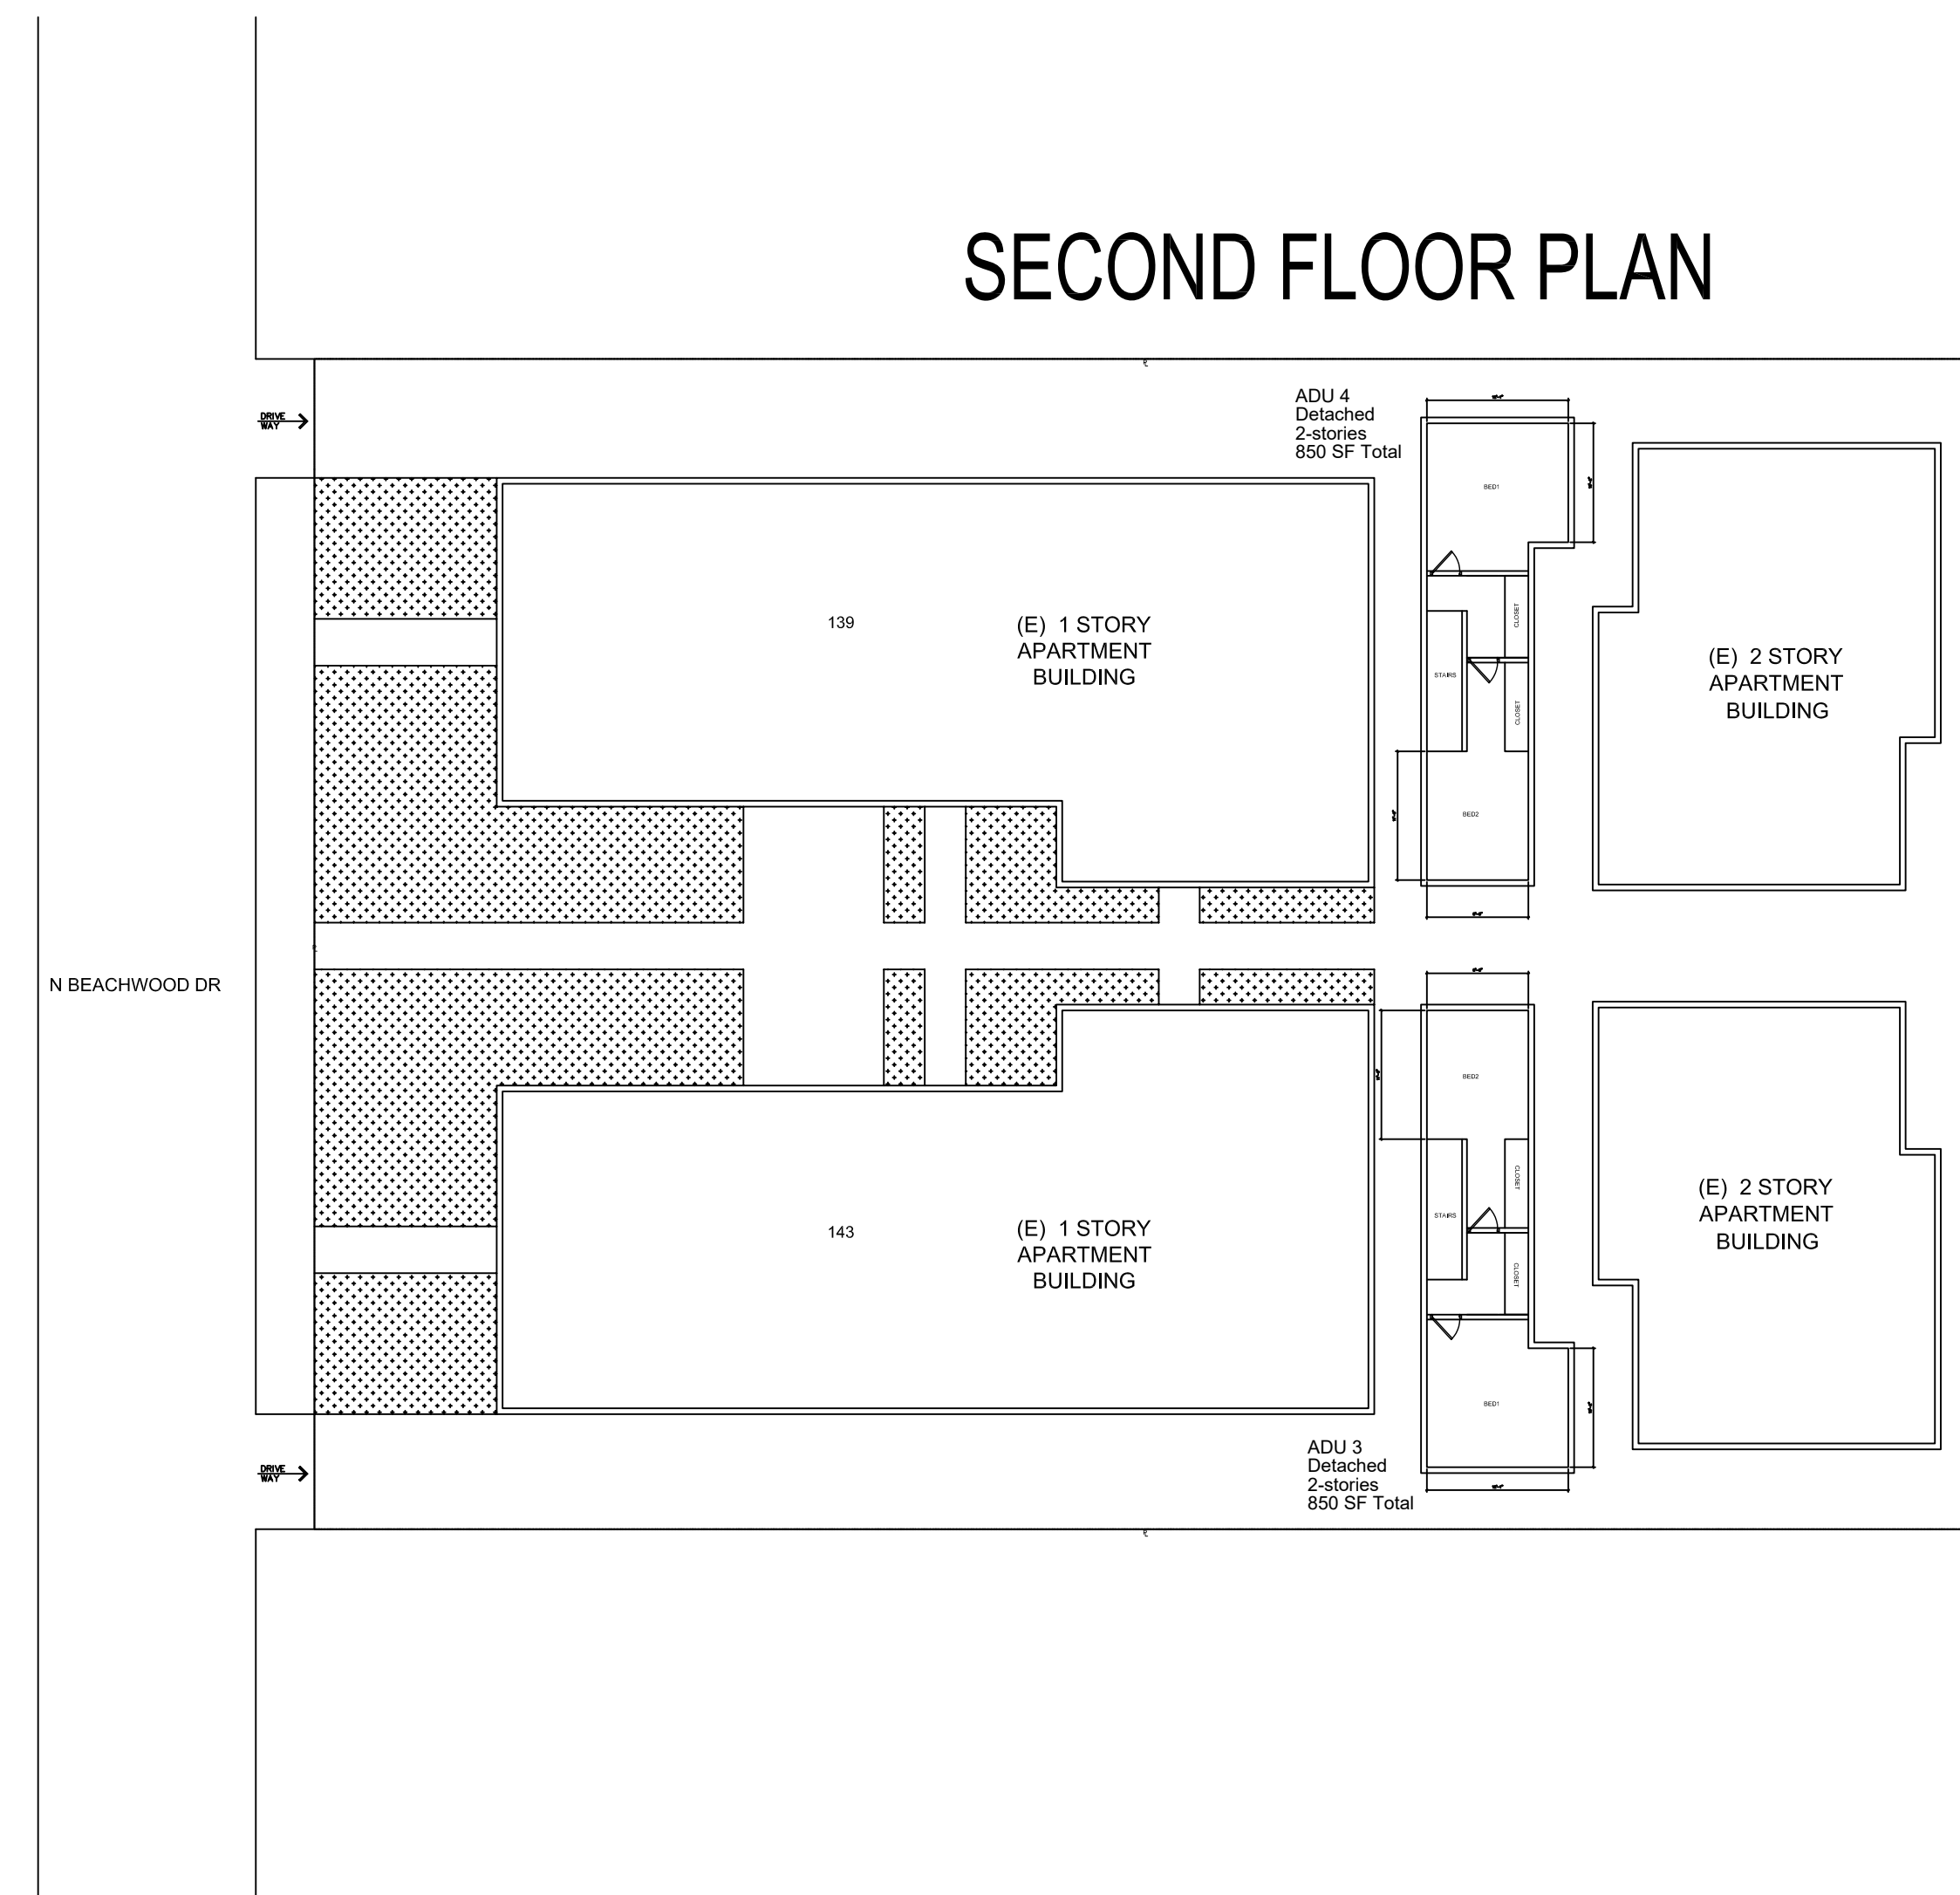 SECOND FLOOR PLAN
ADU 4
Detached
2-stories
850 SF Total
DRIVE
WAY
BED1
139
(E) 1 STORY
APARTMENT
BUILDING
CLOSET
STAIRS
CLOSET
(E) 2 STORY
APARTMENT
BUILDING
BED2
N BEACHWOOD DR
BED2
CLOSET
STAIRS
CLOSET
143
(E) 1 STORY
APARTMENT
BUILDING
(E) 2 STORY
APARTMENT
BUILDING
BED1
ADU 3
Detached
2-stories
850 SF Total
DRIVE
WAY